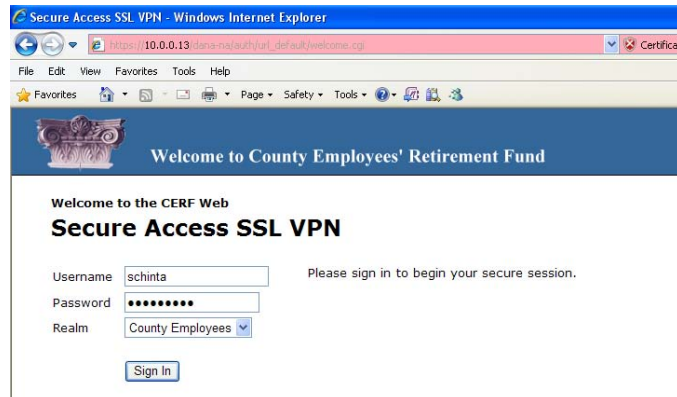 Secure Access SSL VPN - Windows Internet Explorer
https://10.0.0.13/dana-na/auth/url_default/welcome.cgi Certifica
File Edit View Favorites Tools Help
Favorites Page Safety Tools
Welcome to County Employees' Retirement Fund
Welcome to the CERF Web
Secure Access SSL VPN
Username schinta Please sign in to begin your secure session.
Password •••••••••
Realm County Employees
Sign In